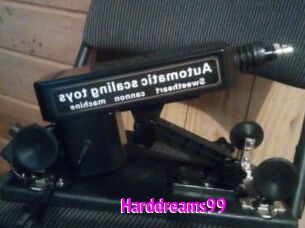 Automatic scaling toys
Sweetheart cannon machine
Harddreams99